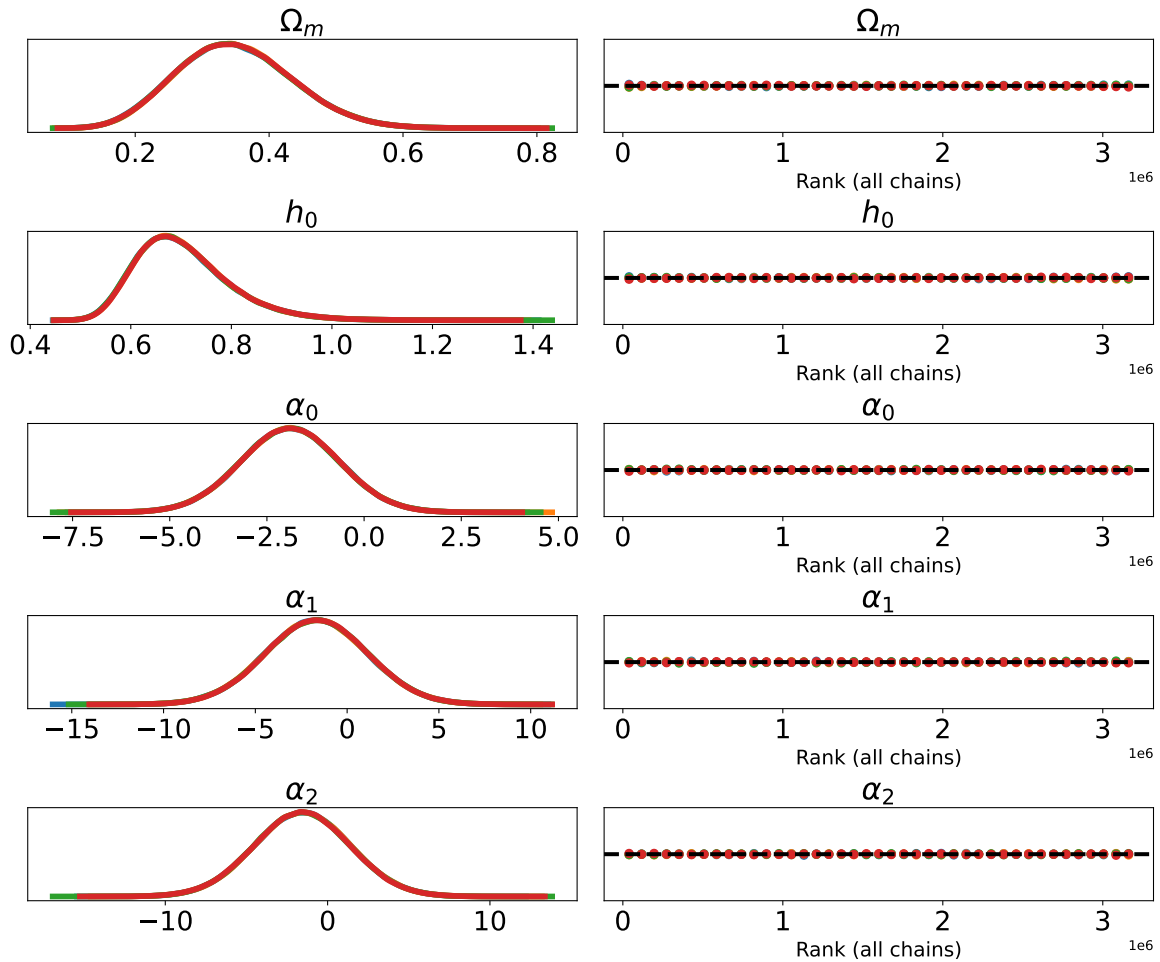 Ωₘ Ωₘ
0.2 0.4 0.6 0.8 0 1 2 3
Rank (all chains) 1e6
h₀ h₀
0.4 0.6 0.8 1.0 1.2 1.4 0 1 2 3
Rank (all chains) 1e6
α₀ α₀
−7.5 −5.0 −2.5 0.0 2.5 5.0 0 1 2 3
Rank (all chains) 1e6
α₁ α₁
−15 −10 −5 0 5 10 0 1 2 3
Rank (all chains) 1e6
α₂ α₂
−10 0 10 0 1 2 3
Rank (all chains) 1e6